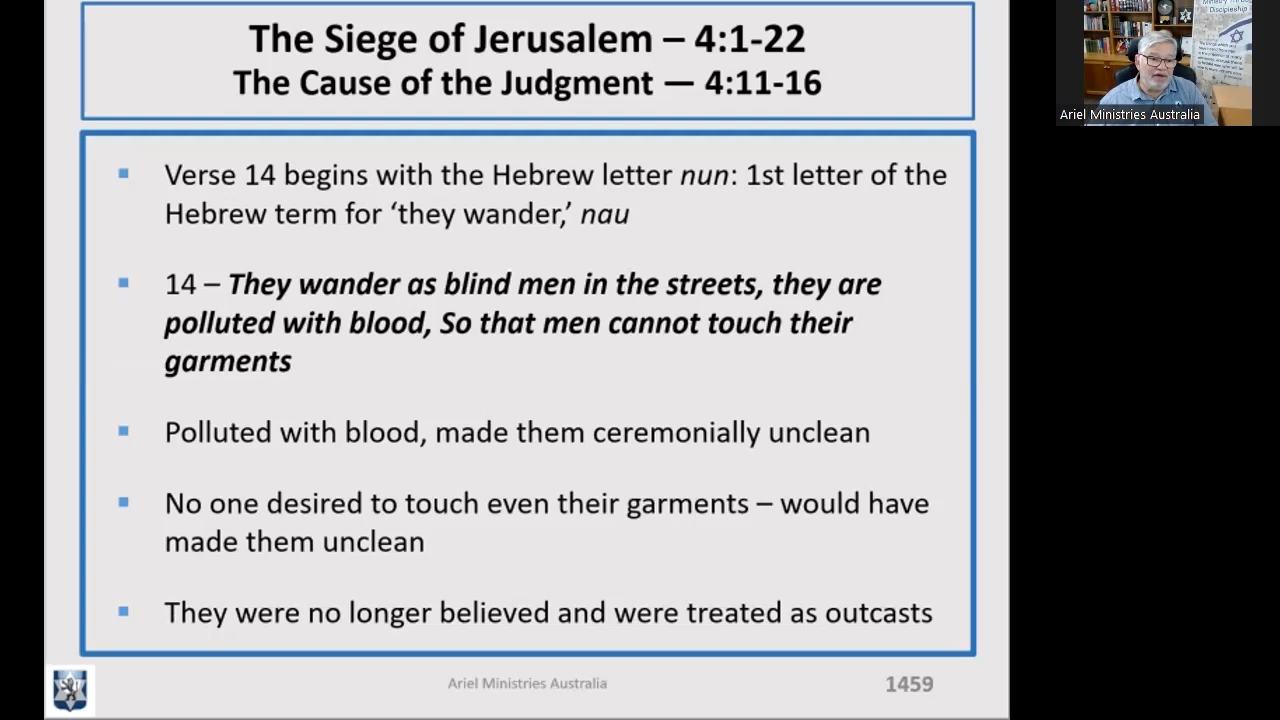 The Siege of Jerusalem – 4:1-22
The Cause of the Judgment — 4:11-16
Verse 14 begins with the Hebrew letter nun: 1st letter of the
Hebrew term for ‘they wander,’ nau
14 – They wander as blind men in the streets, they are
polluted with blood, So that men cannot touch their
garments
Polluted with blood, made them ceremonially unclean
No one desired to touch even their garments – would have
made them unclean
They were no longer believed and were treated as outcasts
Ariel Ministries Australia
1459
Discipleship
Ariel Ministries Australia